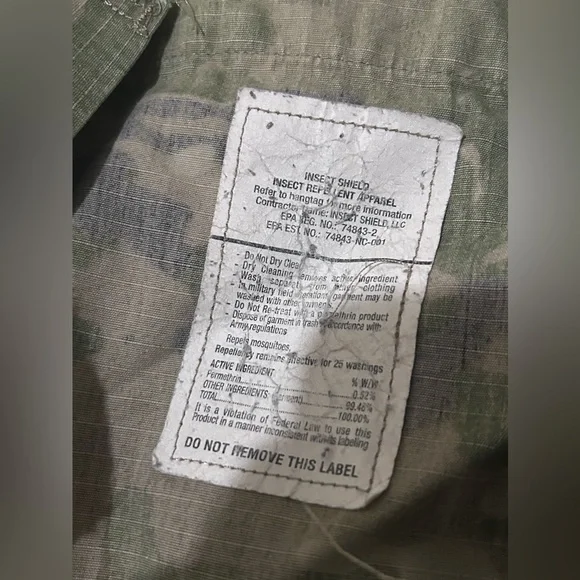 INSECT SHIELD
INSECT REPELLENT APPAREL
Refer to hangtag for more information
Contractor Name: INSECT SHIELD, LLC
EPA REG. NO.: 74843-2
EPA EST. NO.: 74843-NC-001
- Do Not Dry Clean
- Dry Cleaning removes active ingredient
- Wash separate from other clothing
In military field operations, garment may be
washed with other garments
- Do Not Re-treat with a permethrin product
Dispose of garment in trash in accordance with
Army regulations
Repels mosquitoes,
Repellency remains effective for 25 washings
ACTIVE INGREDIENT % W/W
Permethrin 0.52%
OTHER INGREDIENTS (garment) 99.48%
TOTAL 100.00%
It is a violation of Federal Law to use this
Product in a manner inconsistent with its labeling
DO NOT REMOVE THIS LABEL